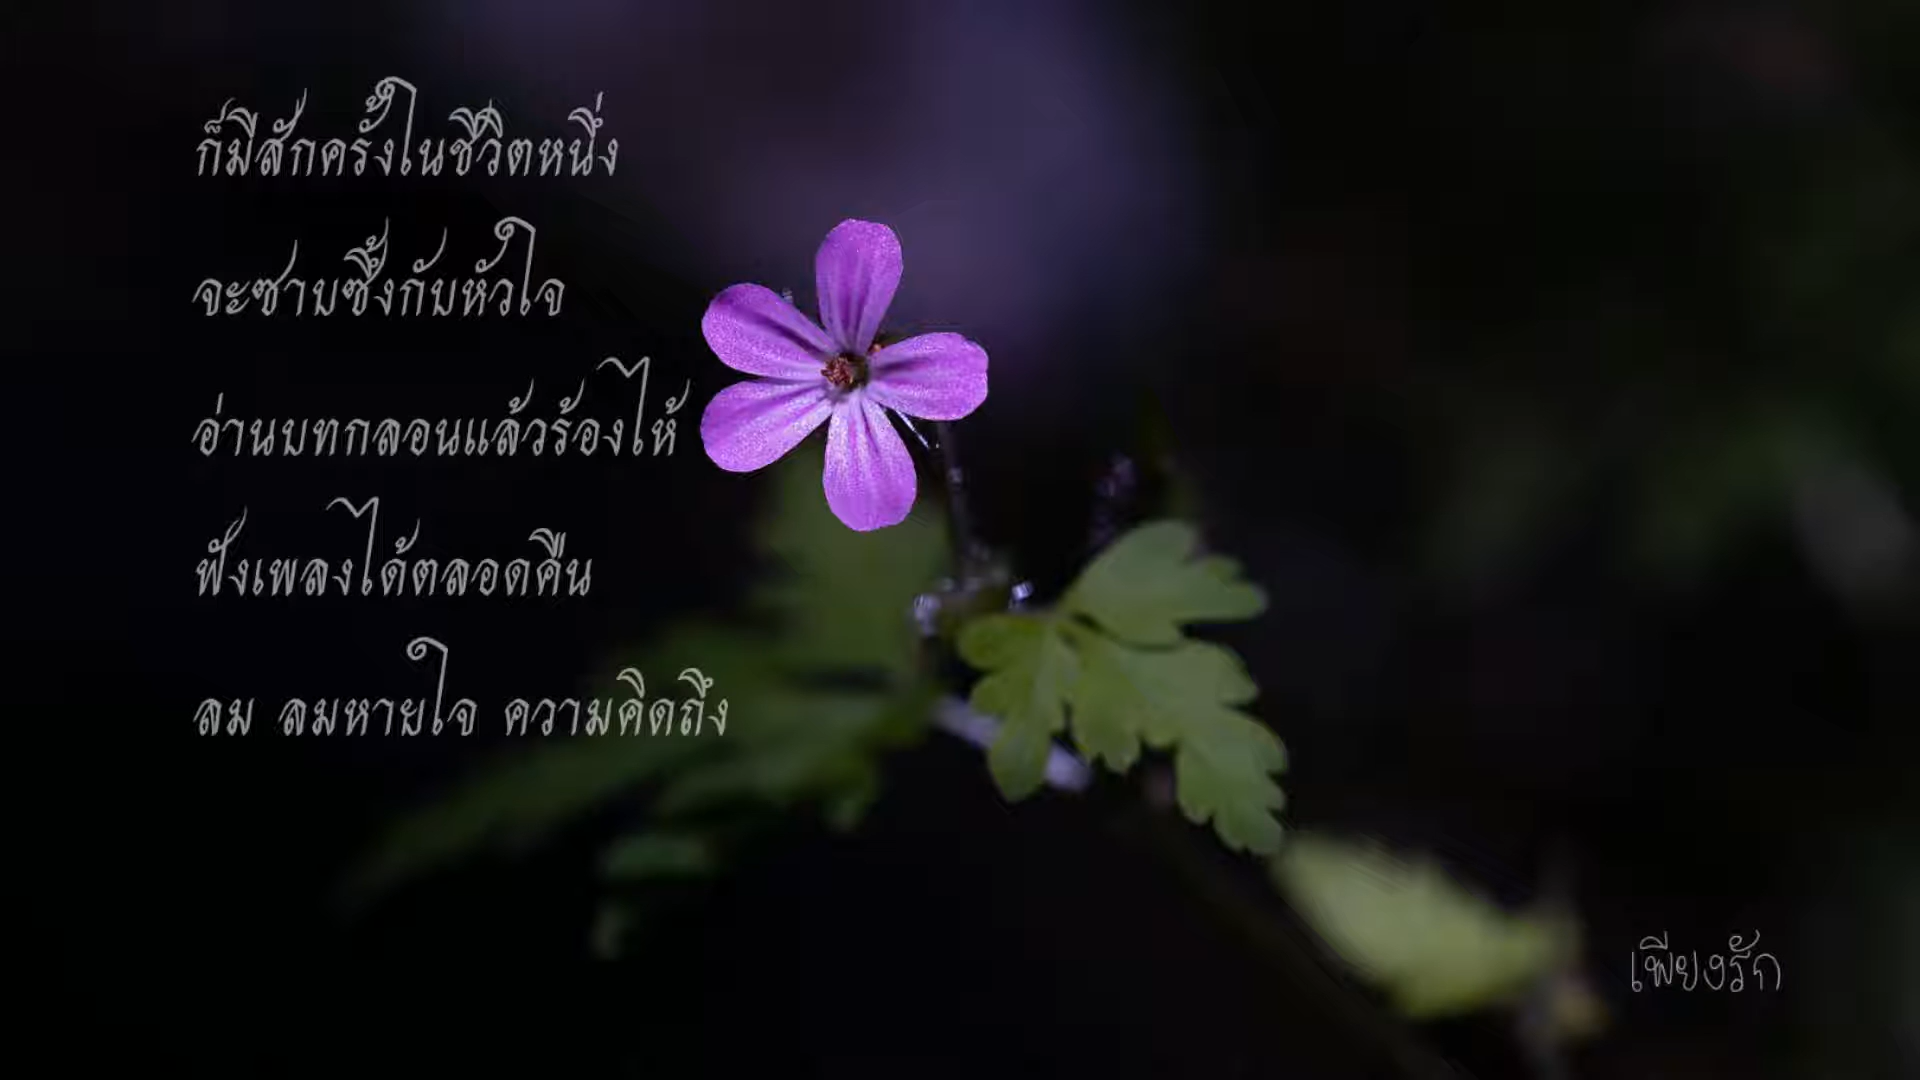 ก็มีสักครั้งในชีวิตหนึ่ง
จะซาบซึ้งกับหัวใจ
อ่านบทกลอนแล้วร้องไห้
ฟังเพลงได้ตลอดคืน
ลม ลมหายใจ ความคิดถึง
เพียงรัก